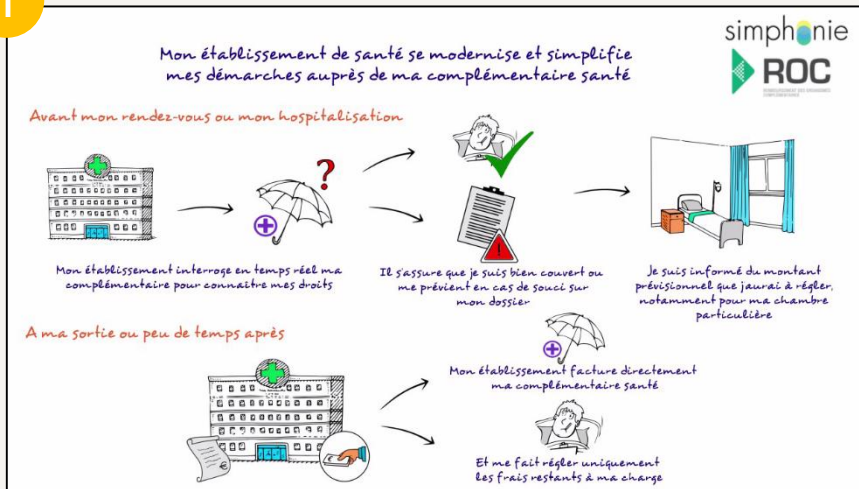 1
simphonie
ROC
REMBOURSEMENT DES ORGANISMES
COMPLEMENTAIRES
Mon établissement de santé se modernise et simplifie
mes démarches auprès de ma complémentaire santé
Avant mon rendez-vous ou mon hospitalisation
?
!
Mon établissement interroge en temps réel ma
complémentaire pour connaitre mes droits
Il s'assure que je suis bien couvert ou
me prévient en cas de souci sur
mon dossier
Je suis informé du montant
prévisionnel que jaurai à régler,
notamment pour ma chambre
particulière
A ma sortie ou peu de temps après
Mon établissement facture directement
ma complémentaire santé
Et me fait régler uniquement
les frais restants à ma charge